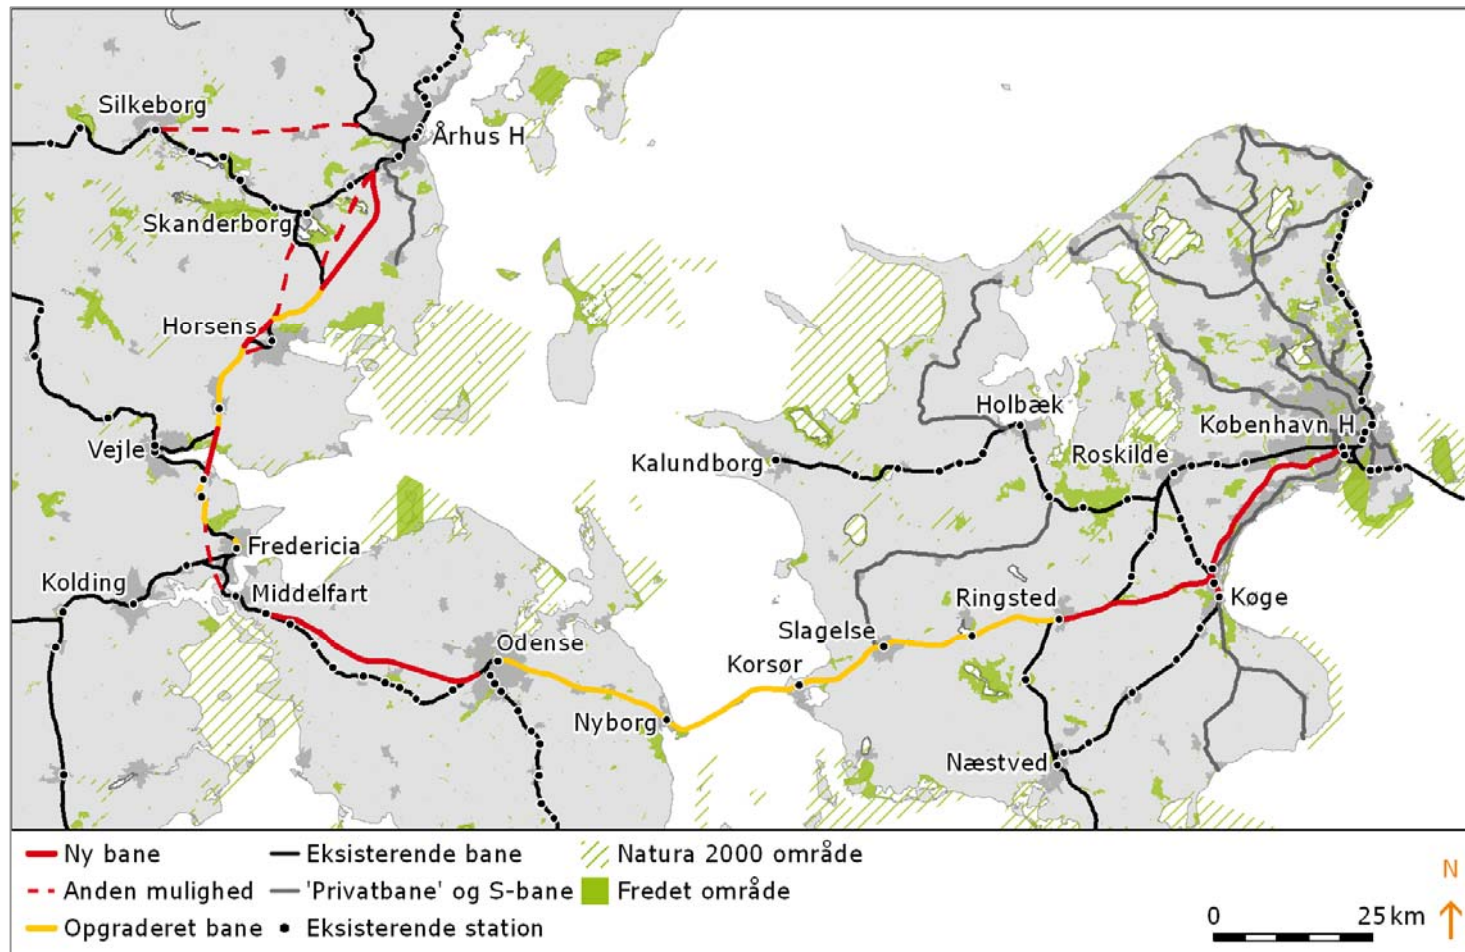 Silkeborg
Århus H
Skanderborg
Horsens
Vejle
Fredericia
Kolding
Middelfart
Odense
Nyborg
Korsør
Slagelse
Ringsted
Køge
Næstved
Kalundborg
Holbæk
Roskilde
København H
Ny bane
Anden mulighed
Opgraderet bane
Eksisterende bane
'Privatbane' og S-bane
Eksisterende station
Natura 2000 område
Fredet område
N
0 25 km